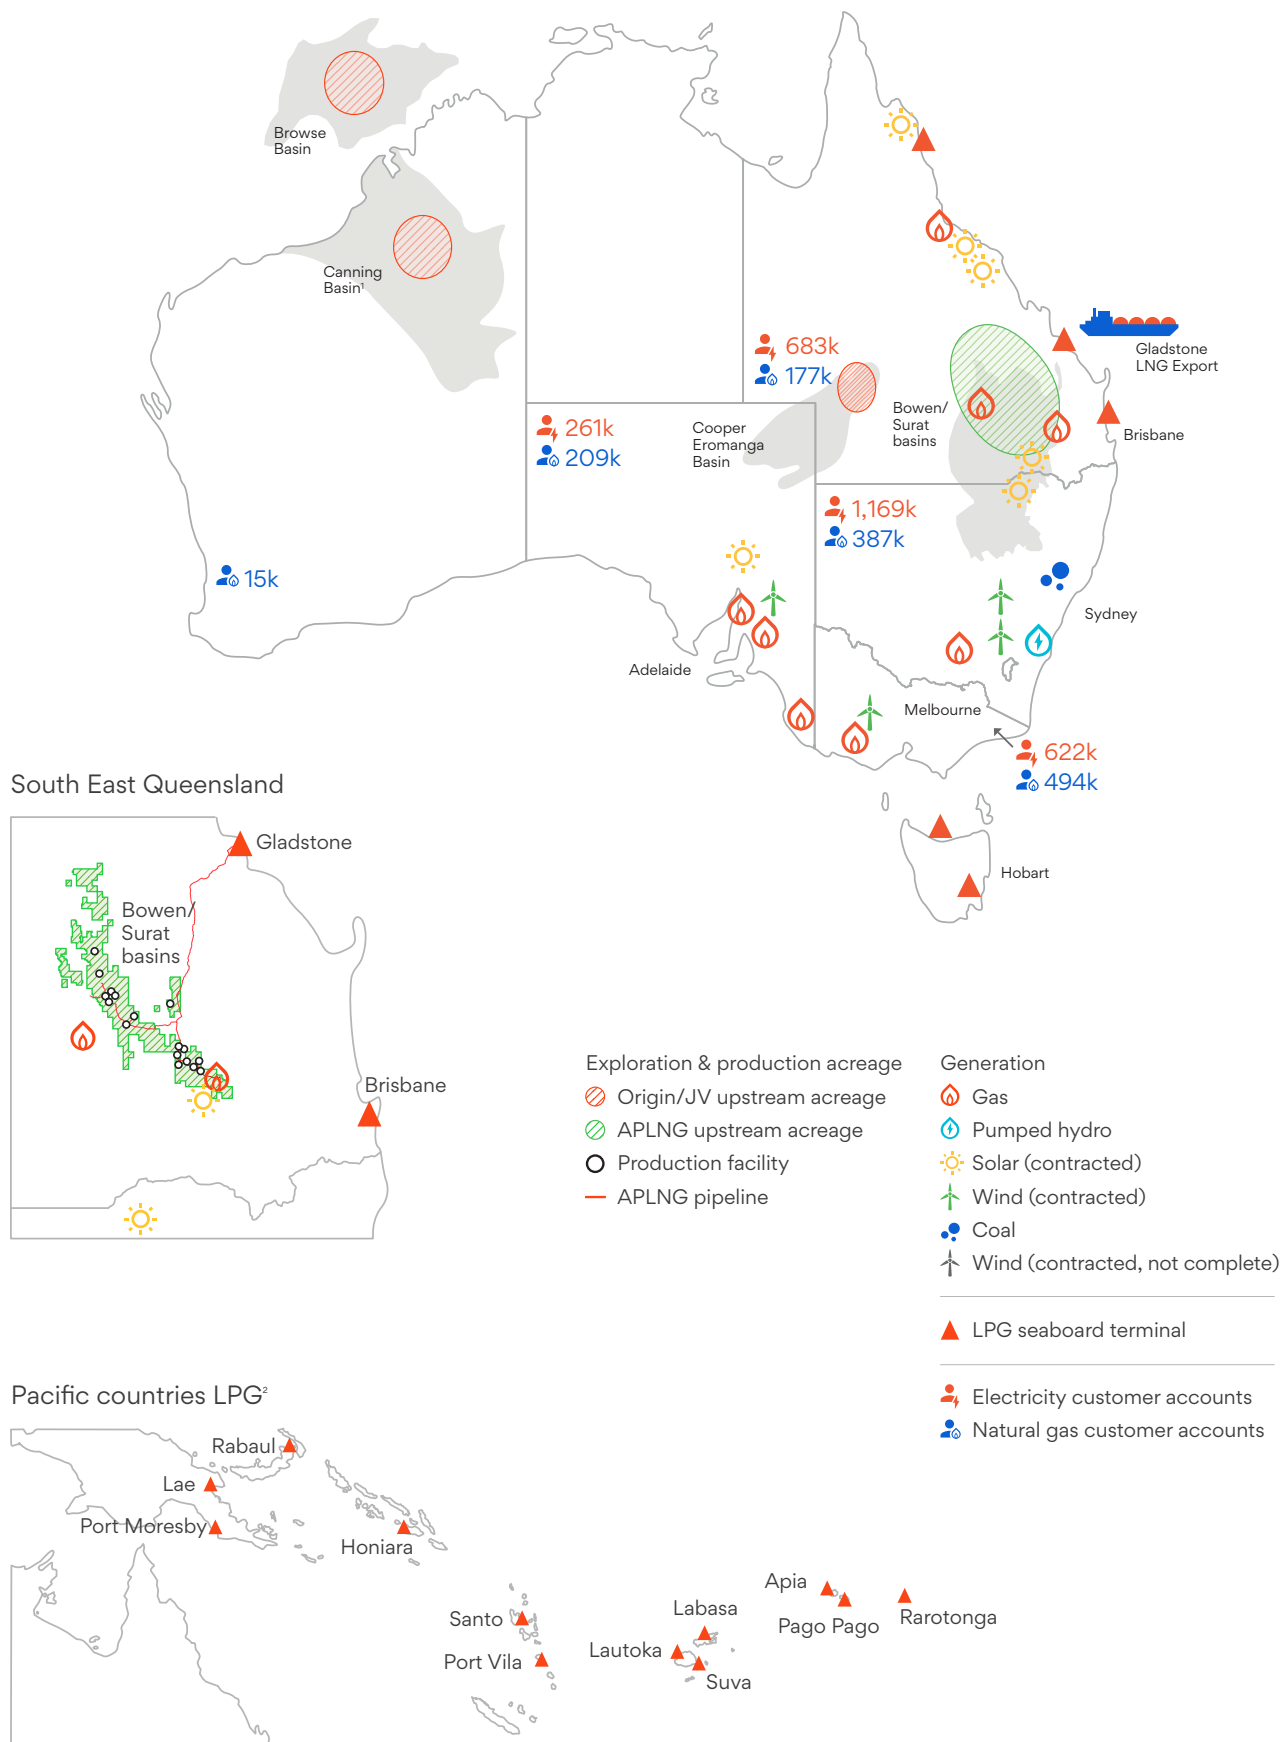 Browse
Basin
Canning
Basin¹
683k
177k
Gladstone
LNG Export
261k
209k
Cooper
Eromanga
Basin
Bowen/
Surat
basins
Brisbane
1,169k
387k
15k
Sydney
Adelaide
Melbourne
622k
494k
Hobart
South East Queensland
Gladstone
Bowen/
Surat
basins
Brisbane
Exploration & production acreage
Origin/JV upstream acreage
APLNG upstream acreage
Production facility
APLNG pipeline
Generation
Gas
Pumped hydro
Solar (contracted)
Wind (contracted)
Coal
Wind (contracted, not complete)
LPG seaboard terminal
Electricity customer accounts
Natural gas customer accounts
Pacific countries LPG²
Rabaul
Lae
Port Moresby
Honiara
Santo
Port Vila
Labasa
Lautoka
Suva
Apia
Pago Pago
Rarotonga